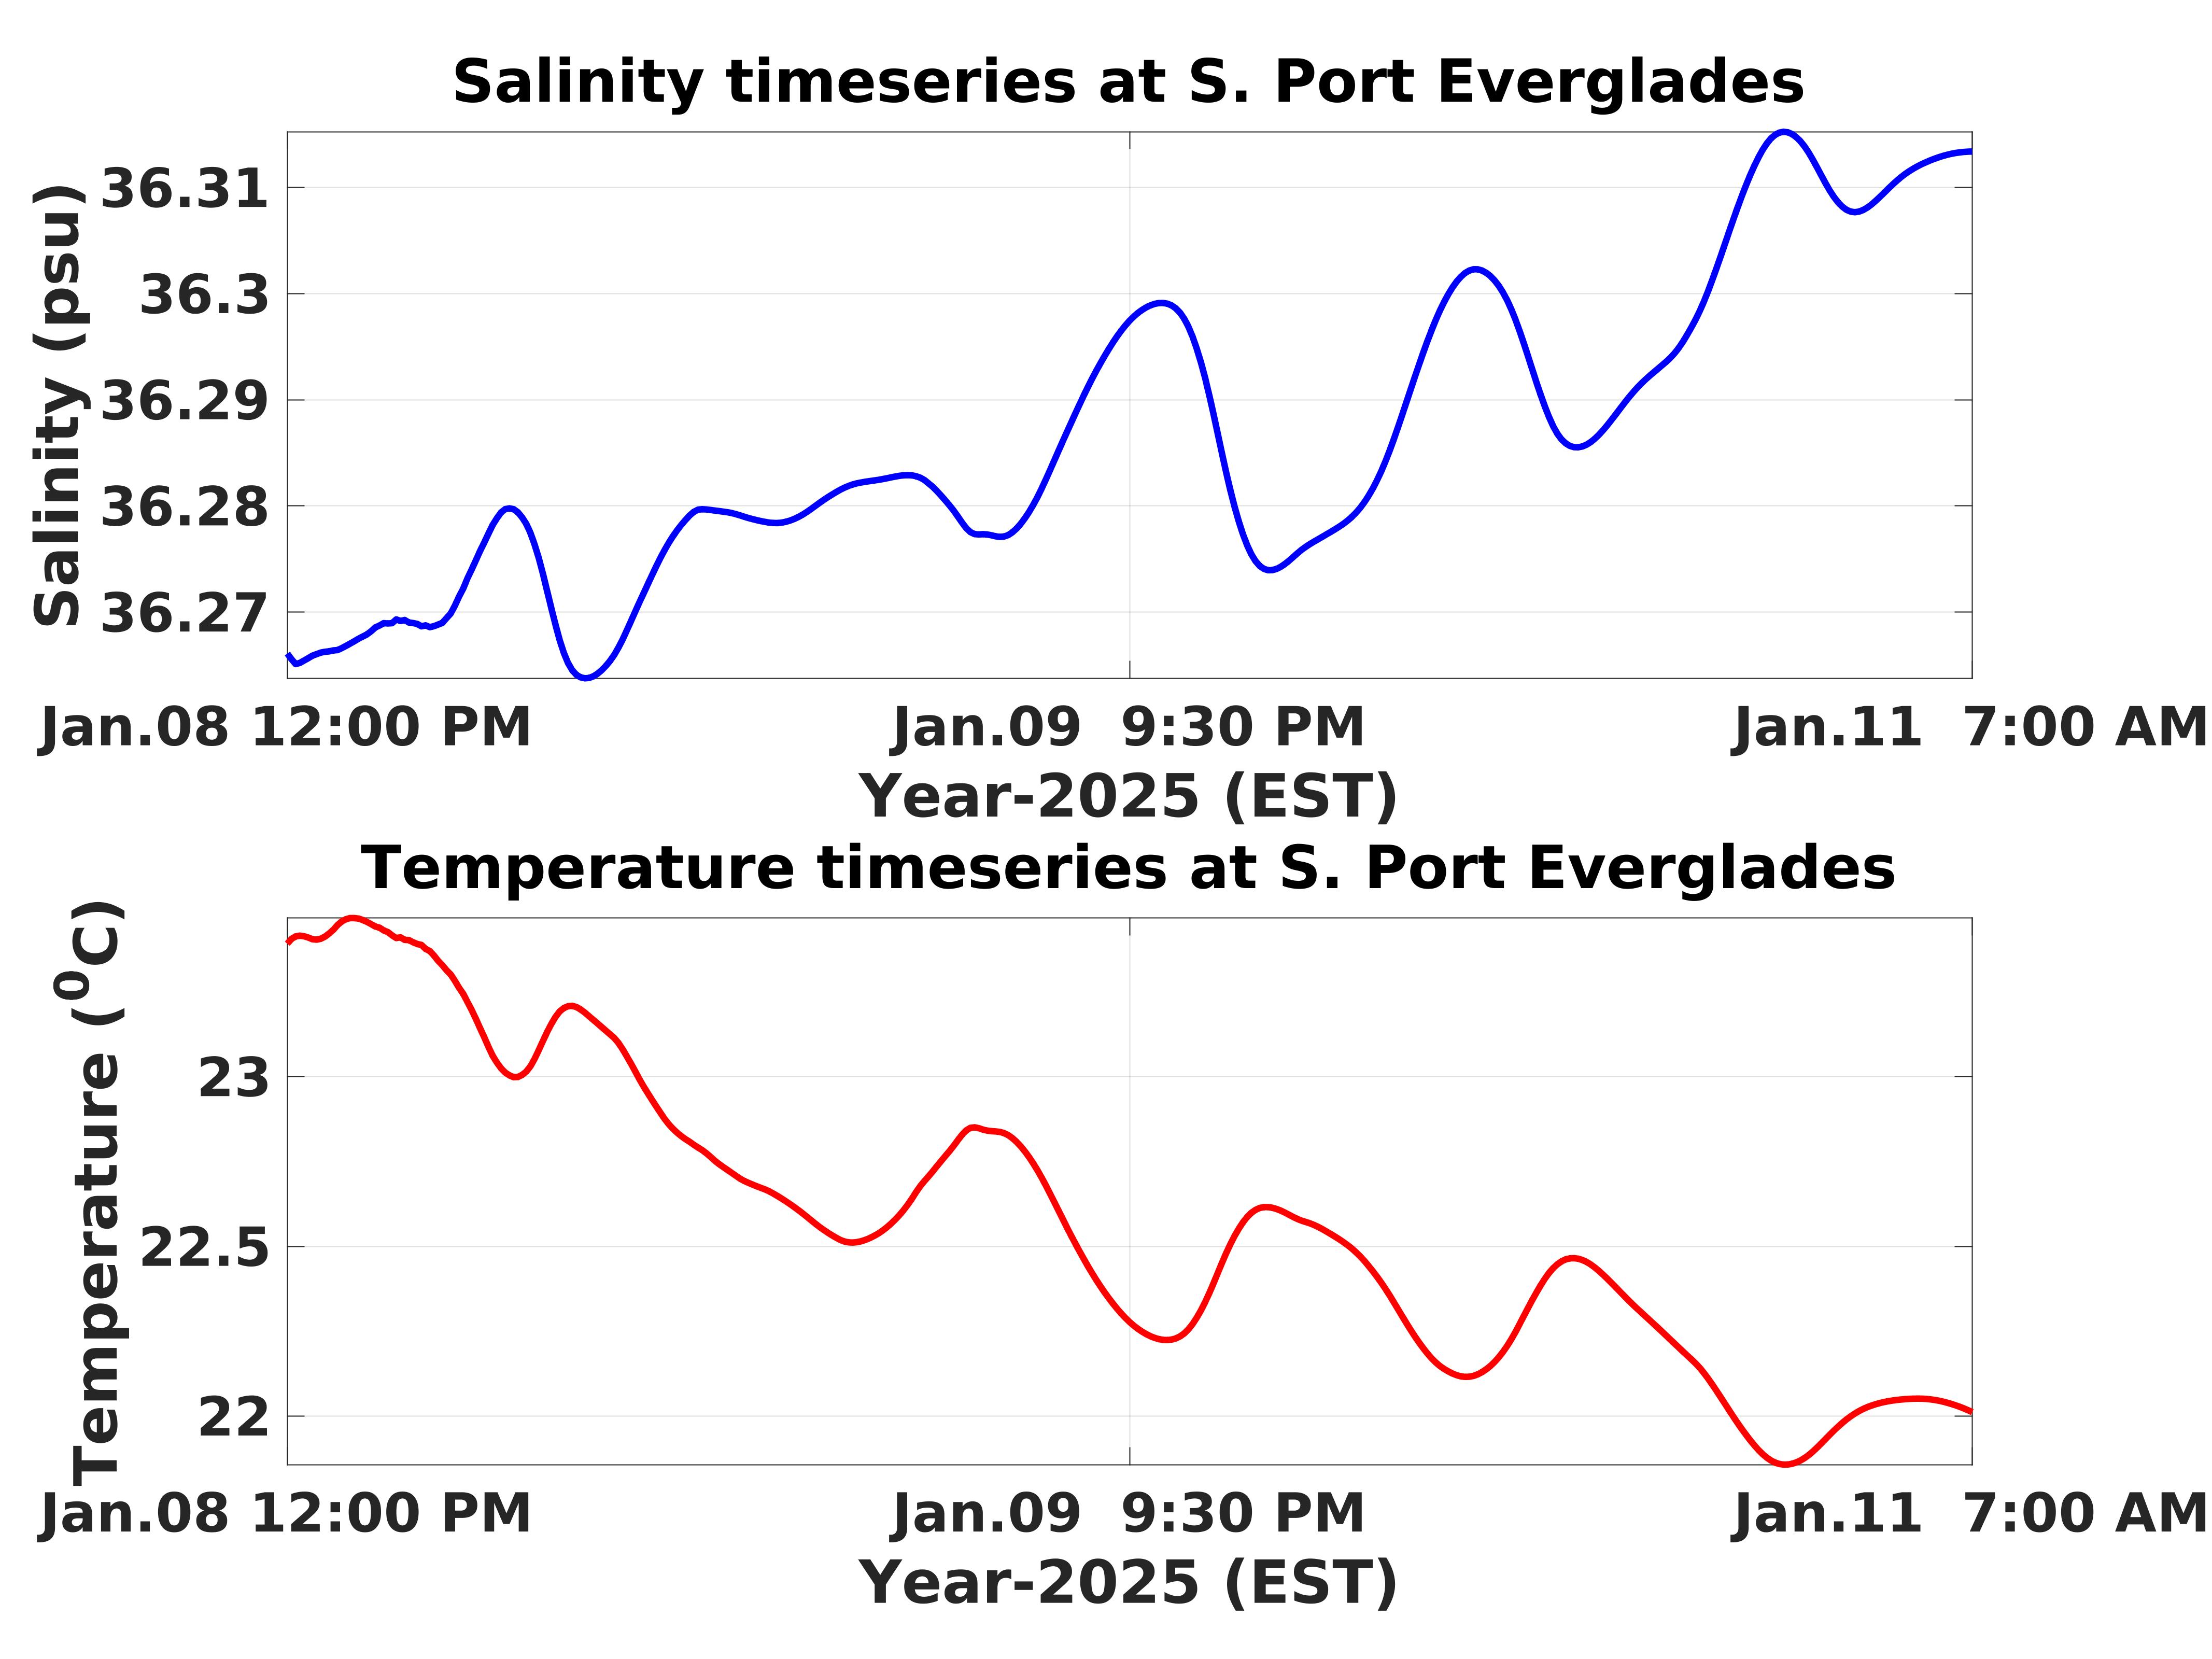 Salinity timeseries at S. Port Everglades
Salinity (psu)
36.31
36.3
36.29
36.28
36.27
Jan.08 12:00 PM
Jan.09  9:30 PM
Jan.11  7:00 AM
Year-2025 (EST)
Temperature timeseries at S. Port Everglades
Temperature (⁰C)
23
22.5
22
Jan.08 12:00 PM
Jan.09  9:30 PM
Jan.11  7:00 AM
Year-2025 (EST)